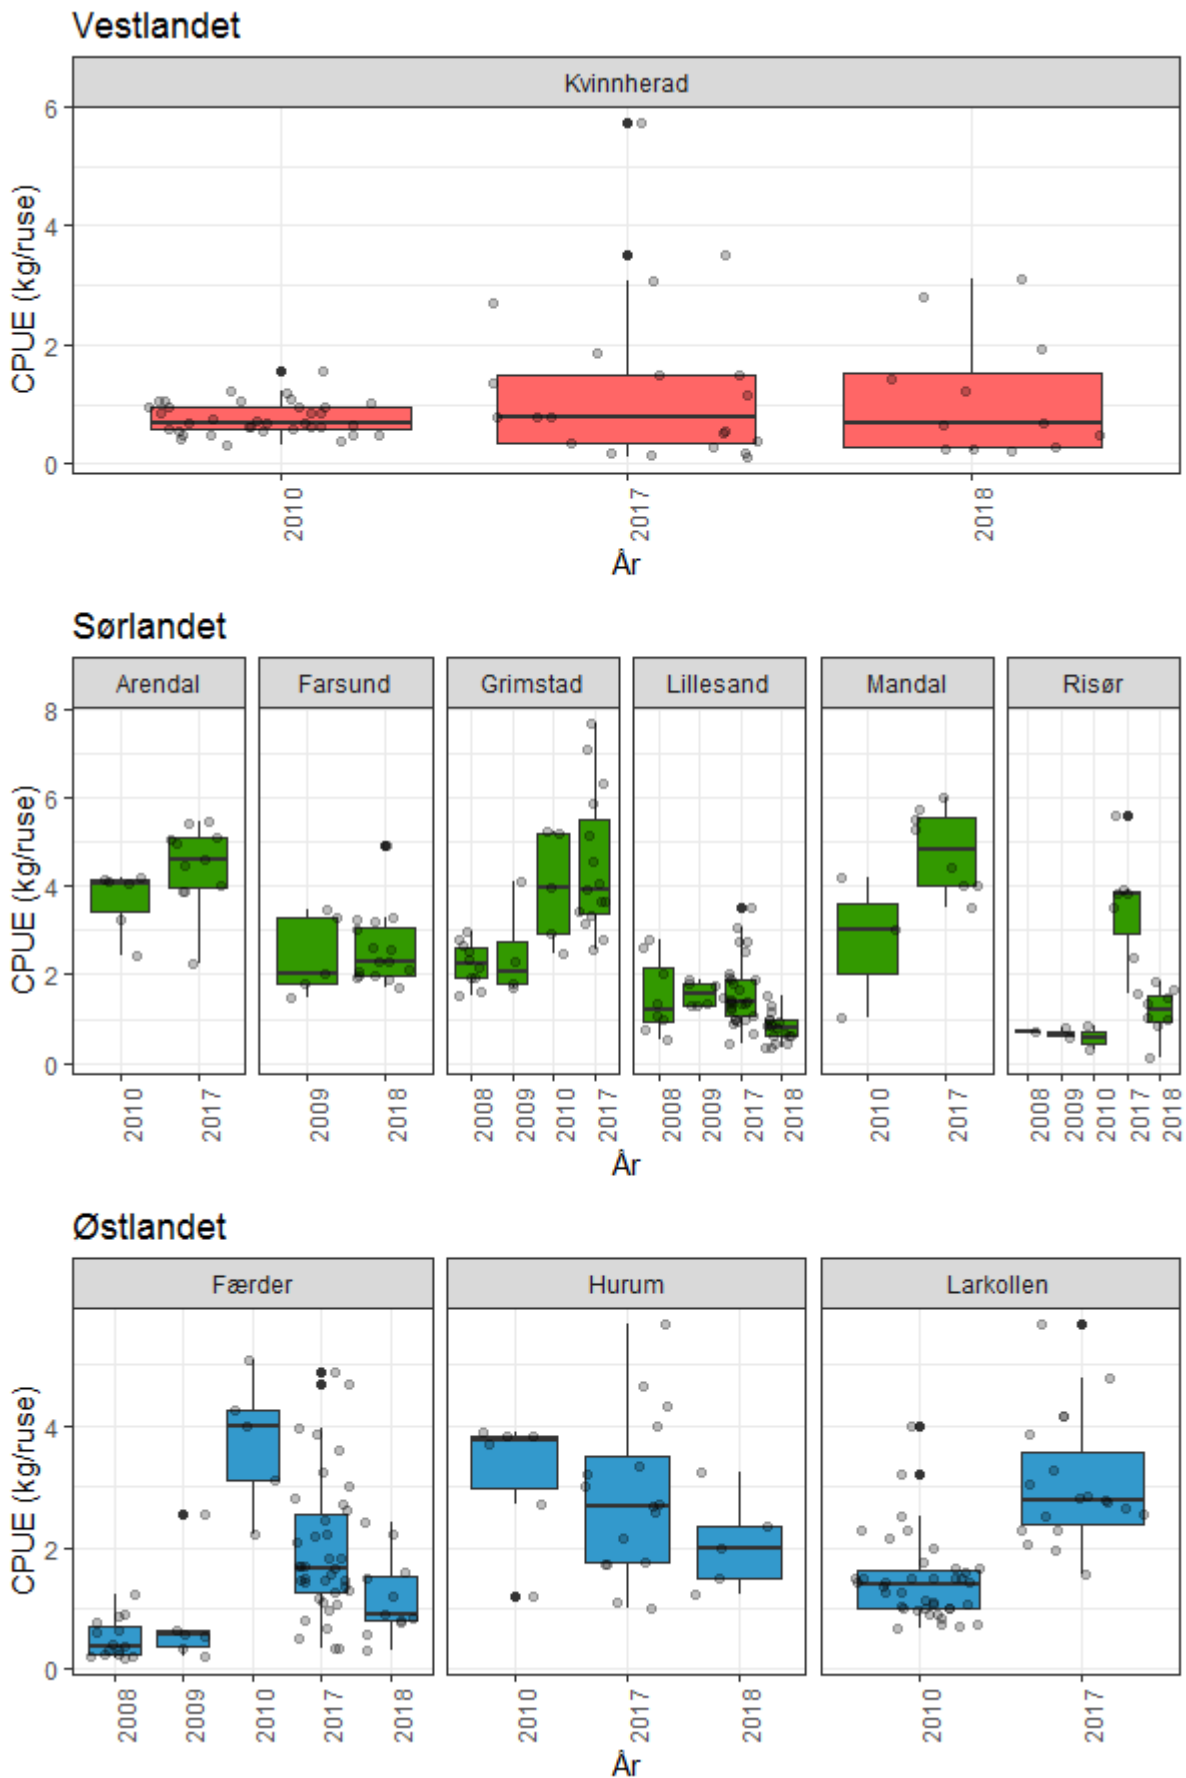 Vestlandet
Kvinnherad
CPUE (kg/ruse)
6
4
2
0
2010 2017 2018
År
Sørlandet
Arendal Farsund Grimstad Lillesand Mandal Risør
CPUE (kg/ruse)
8
6
4
2
0
2010 2017 2009 2018 2008 2009 2010 2017 2008 2009 2017 2018 2010 2017 2008 2009 2010 2017 2018
År
Østlandet
Færder Hurum Larkollen
CPUE (kg/ruse)
4
2
0
2008 2009 2010 2017 2018 2010 2017 2018 2010 2017
År